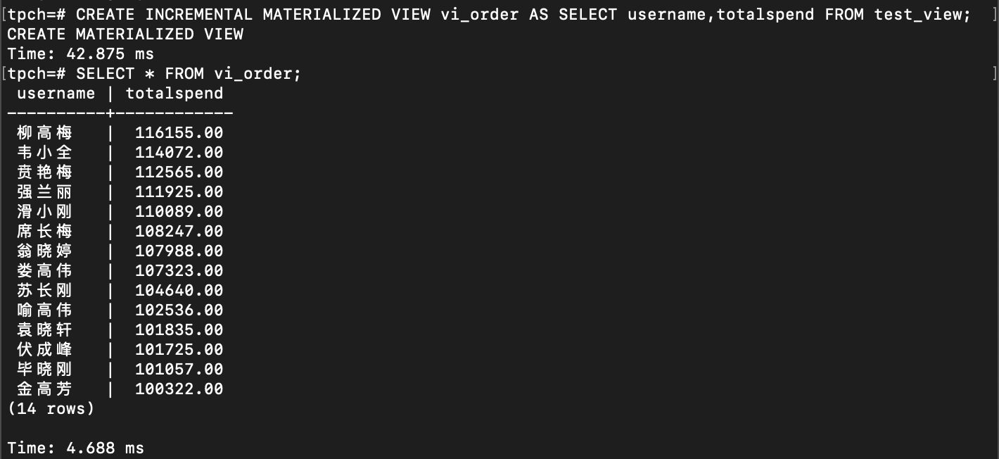 [tpch=# CREATE INCREMENTAL MATERIALIZED VIEW vi_order AS SELECT username,totalspend FROM test_view; ]
CREATE MATERIALIZED VIEW
Time: 42.875 ms
[tpch=# SELECT * FROM vi_order; ]
 username | totalspend
----------+------------
 柳高梅 | 116155.00
 韦小全 | 114072.00
 贲艳梅 | 112565.00
 强兰丽 | 111925.00
 滑小刚 | 110089.00
 席长梅 | 108247.00
 翁晓婷 | 107988.00
 娄高伟 | 107323.00
 苏长刚 | 104640.00
 喻高伟 | 102536.00
 袁晓轩 | 101835.00
 伏成峰 | 101725.00
 毕晓刚 | 101057.00
 金高芳 | 100322.00
(14 rows)
Time: 4.688 ms